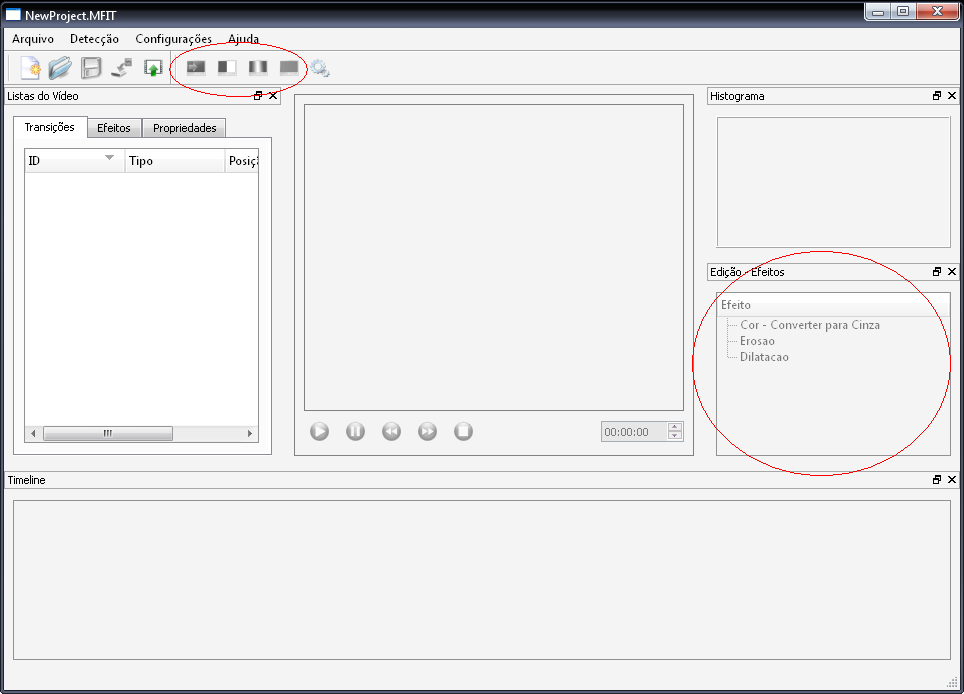 NewProject.MFIT
Arquivo Detecção Configurações Ajuda
Listas do Vídeo
Transições Efeitos Propriedades
ID Tipo Posiçã
00:00:00
Histograma
Edição - Efeitos
Efeito
Cor - Converter para Cinza
Erosao
Dilatacao
Timeline